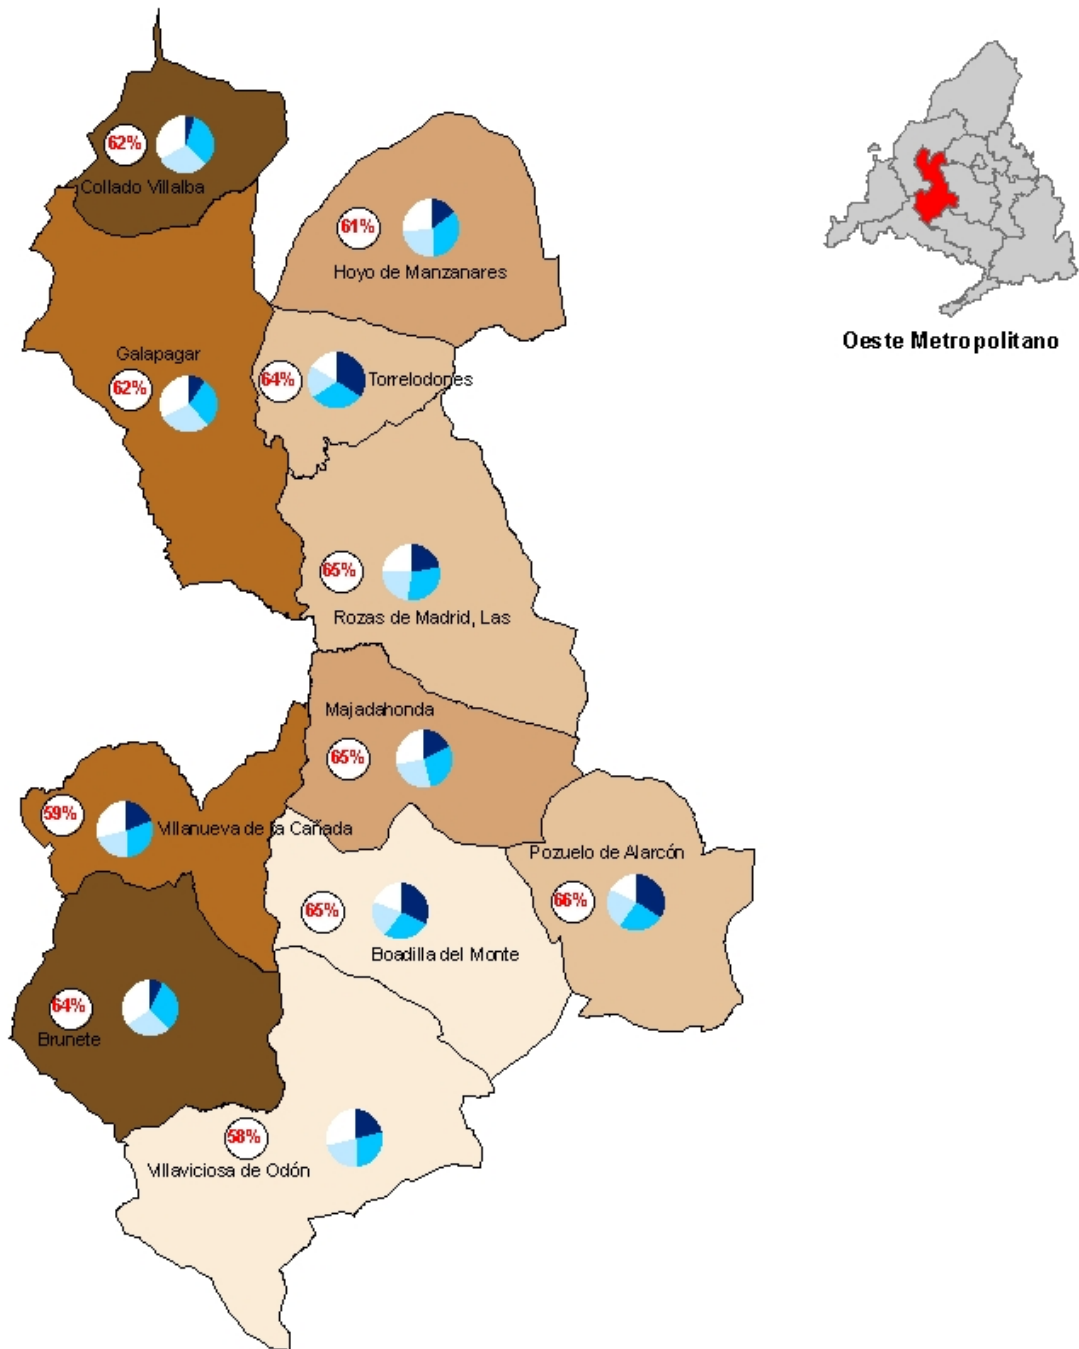 62%
Collado Villalba
61%
Hoyo de Manzanares
Oeste Metropolitano
Galapagar
62%
64%
Torrelodones
65%
Rozas de Madrid, Las
Majadahonda
65%
59%
Villanueva de la Cañada
Pozuelo de Alarcón
66%
65%
Boadilla del Monte
64%
Brunete
58%
Villaviciosa de Odón